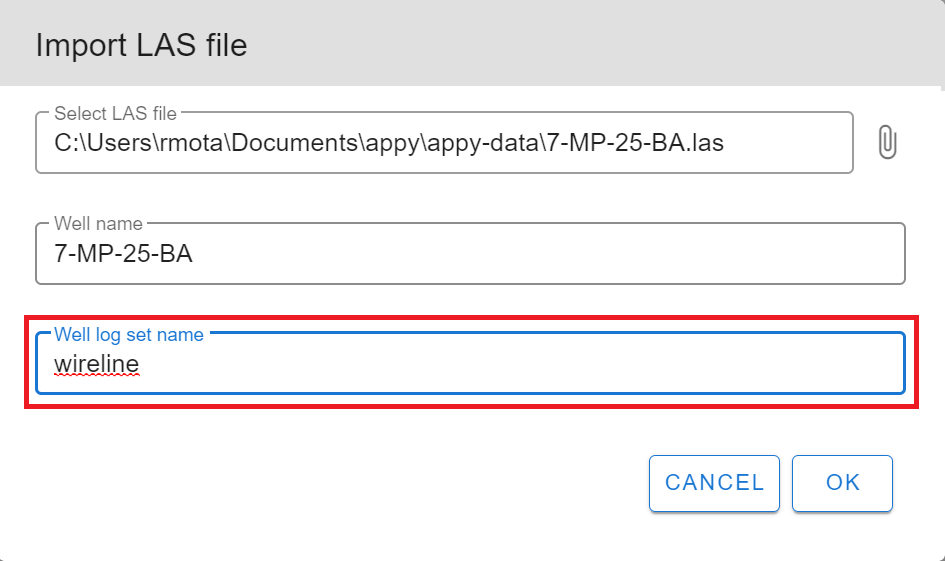 Import LAS file
Select LAS file
C:\Users\rmota\Documents\appy\appy-data\7-MP-25-BA.las
Well name
7-MP-25-BA
Well log set name
wireline
CANCEL OK